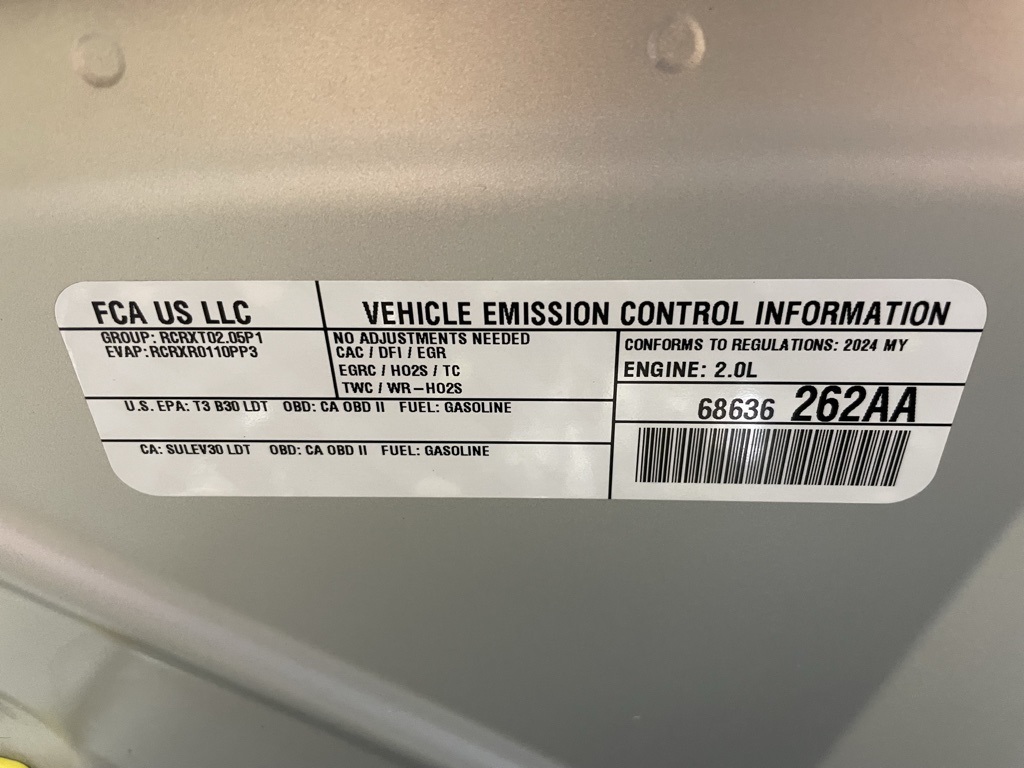 FCA US LLC
VEHICLE EMISSION CONTROL INFORMATION
GROUP: RCRXT02.05P1
EVAP: RCRXR0110PP3
NO ADJUSTMENTS NEEDED
CAC / DFI / EGR
EGRC / HO2S / TC
TWC / WR-HO2S
CONFORMS TO REGULATIONS: 2024 MY
ENGINE: 2.0L
U.S. EPA: T3 B30 LDT OBD: CA OBD II FUEL: GASOLINE
CA: SULEV30 LDT OBD: CA OBD II FUEL: GASOLINE
68636 262AA